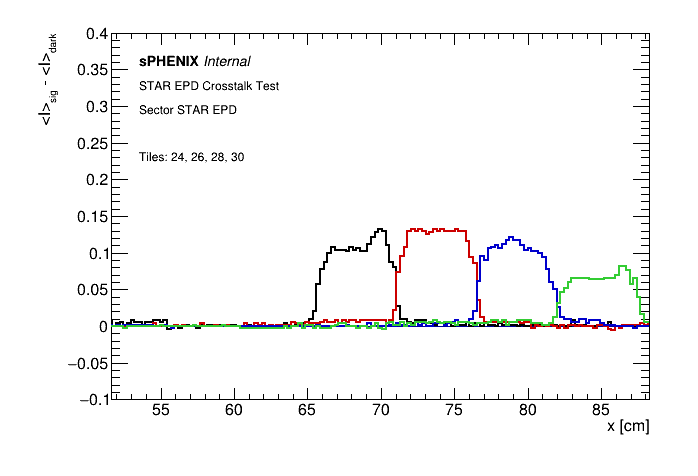 0.4
0.35
0.3
0.25
0.2
0.15
0.1
0.05
0
−0.05
−0.1
<I>sig - <I>dark
sPHENIX Internal
STAR EPD Crosstalk Test
Sector STAR EPD
Tiles: 24, 26, 28, 30
55 60 65 70 75 80 85
x [cm]